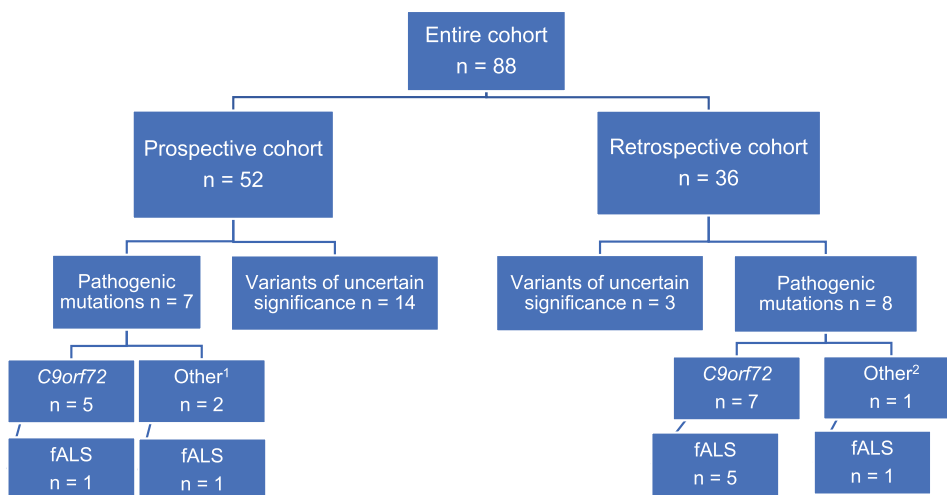 Entire cohort
n = 88
Prospective cohort
n = 52
Retrospective cohort
n = 36
Pathogenic
mutations n = 7
Variants of uncertain
significance n = 14
Variants of uncertain
significance n = 3
Pathogenic
mutations n = 8
C9orf72
n = 5
Other¹
n = 2
C9orf72
n = 7
Other²
n = 1
fALS
n = 1
fALS
n = 1
fALS
n = 5
fALS
n = 1